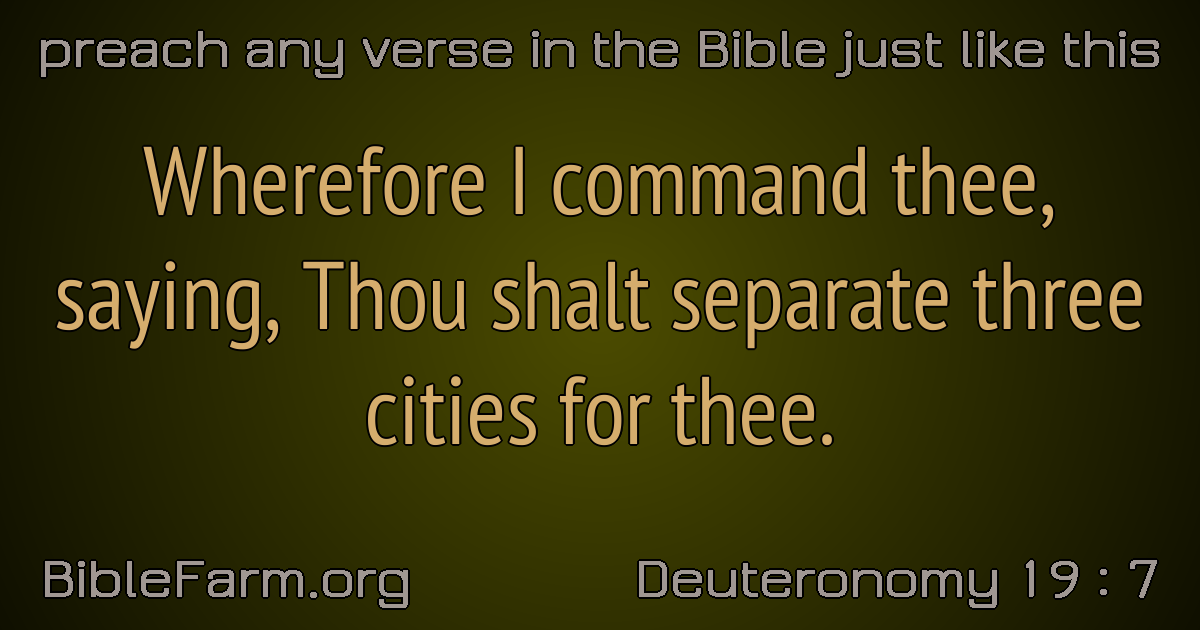 preach any verse in the Bible just like this
Wherefore I command thee,
saying, Thou shalt separate three
cities for thee.
BibleFarm.org
Deuteronomy 19 : 7